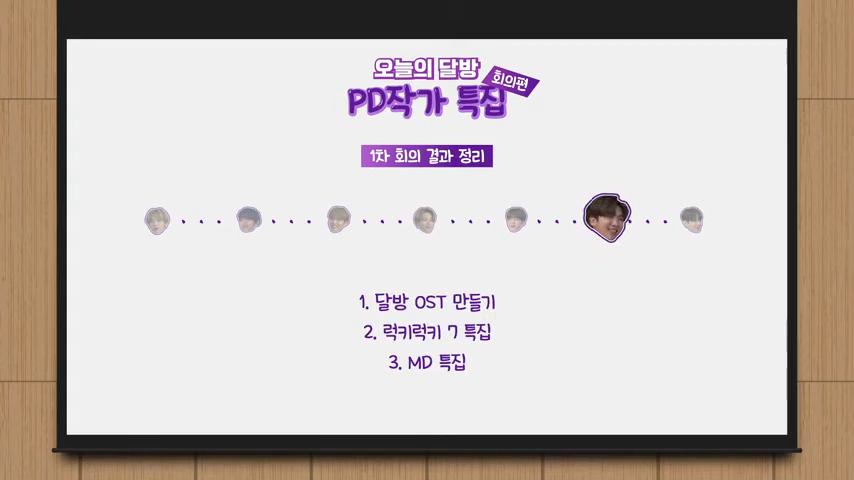 오늘의 달방
회의편
PD작가 특집
1차 회의 결과 정리
1. 달방 OST 만들기
2. 럭키럭키 7 특집
3. MD 특집